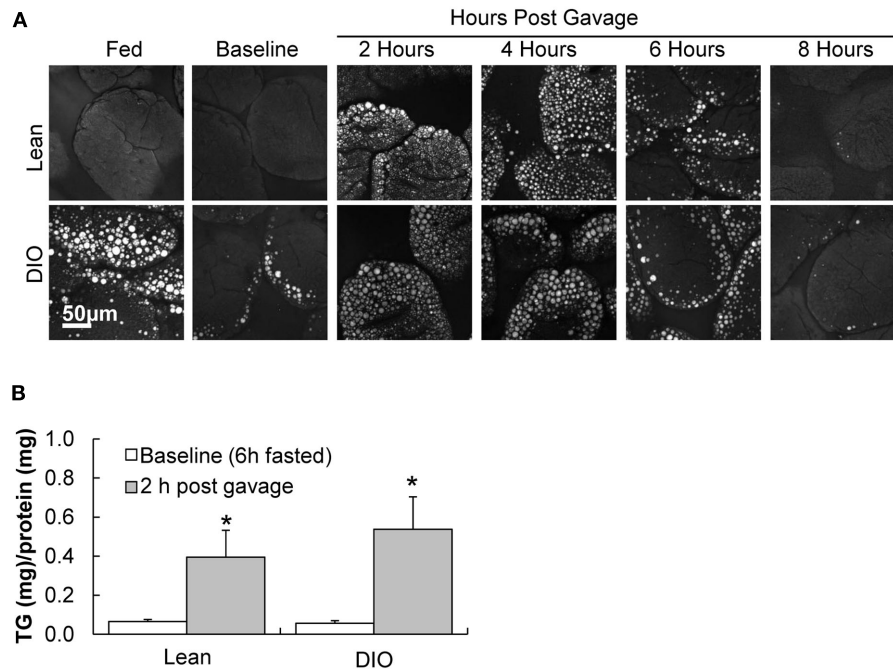 A
Hours Post Gavage
Fed Baseline 2 Hours 4 Hours 6 Hours 8 Hours
Lean
DIO
50µm
B
TG (mg)/protein (mg)
1.0
0.8
0.6
0.4
0.2
0.0
Baseline (6h fasted)
2 h post gavage
* *
Lean DIO